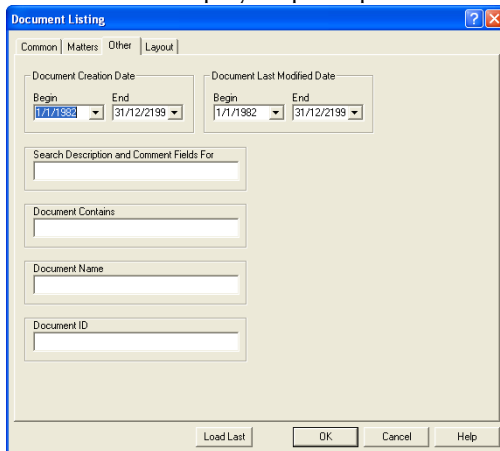 Document Listing
Common Matters Other Layout
Document Creation Date Document Last Modified Date
Begin End Begin End
1/1/1982 31/12/2199 1/1/1982 31/12/2199
Search Description and Comment Fields For
Document Contains
Document Name
Document ID
Load Last OK Cancel Help